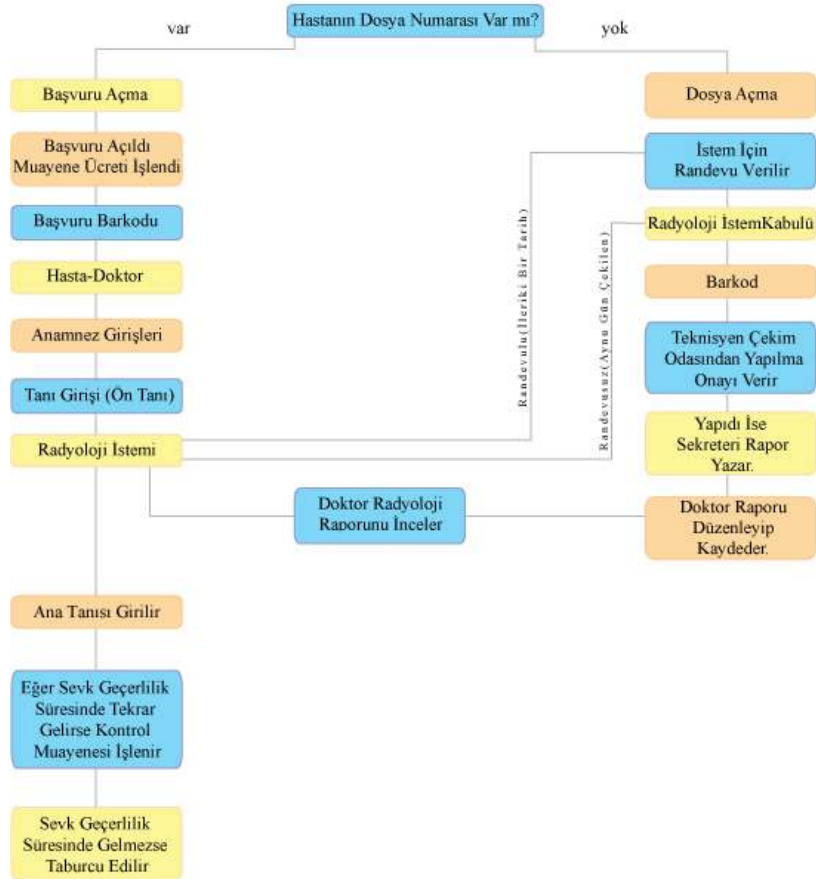 Hastanın Dosya Numarası Var mı?
var
yok
Başvuru Açma
Başvuru Açıldı
Muayene Ücreti İşlendi
Başvuru Barkodu
Hasta-Doktor
Anamnez Girişleri
Tanı Girişi (Ön Tanı)
Radyoloji İstemi
Randevulu(İleriki Bir Tarih)
Randevusuz(Aynu Gün Çekilen)
Dosya Açma
İstem İçin
Randevu Verilir
Radyoloji İstemKabulü
Barkod
Teknisyen Çekim
Odasından Yapılma
Onayı Verir
Yapıdı İse
Sekreteri Rapor
Yazar.
Doktor Raporu
Düzenleyip
Kaydeder.
Doktor Radyoloji
Raporunu İnceler
Ana Tanısı Girilir
Eğer Sevk Geçerlilik
Süresinde Tekrar
Gelirse Kontrol
Muayenesi İşlenir
Sevk Geçerlilik
Süresinde Gelmezse
Taburcu Edilir